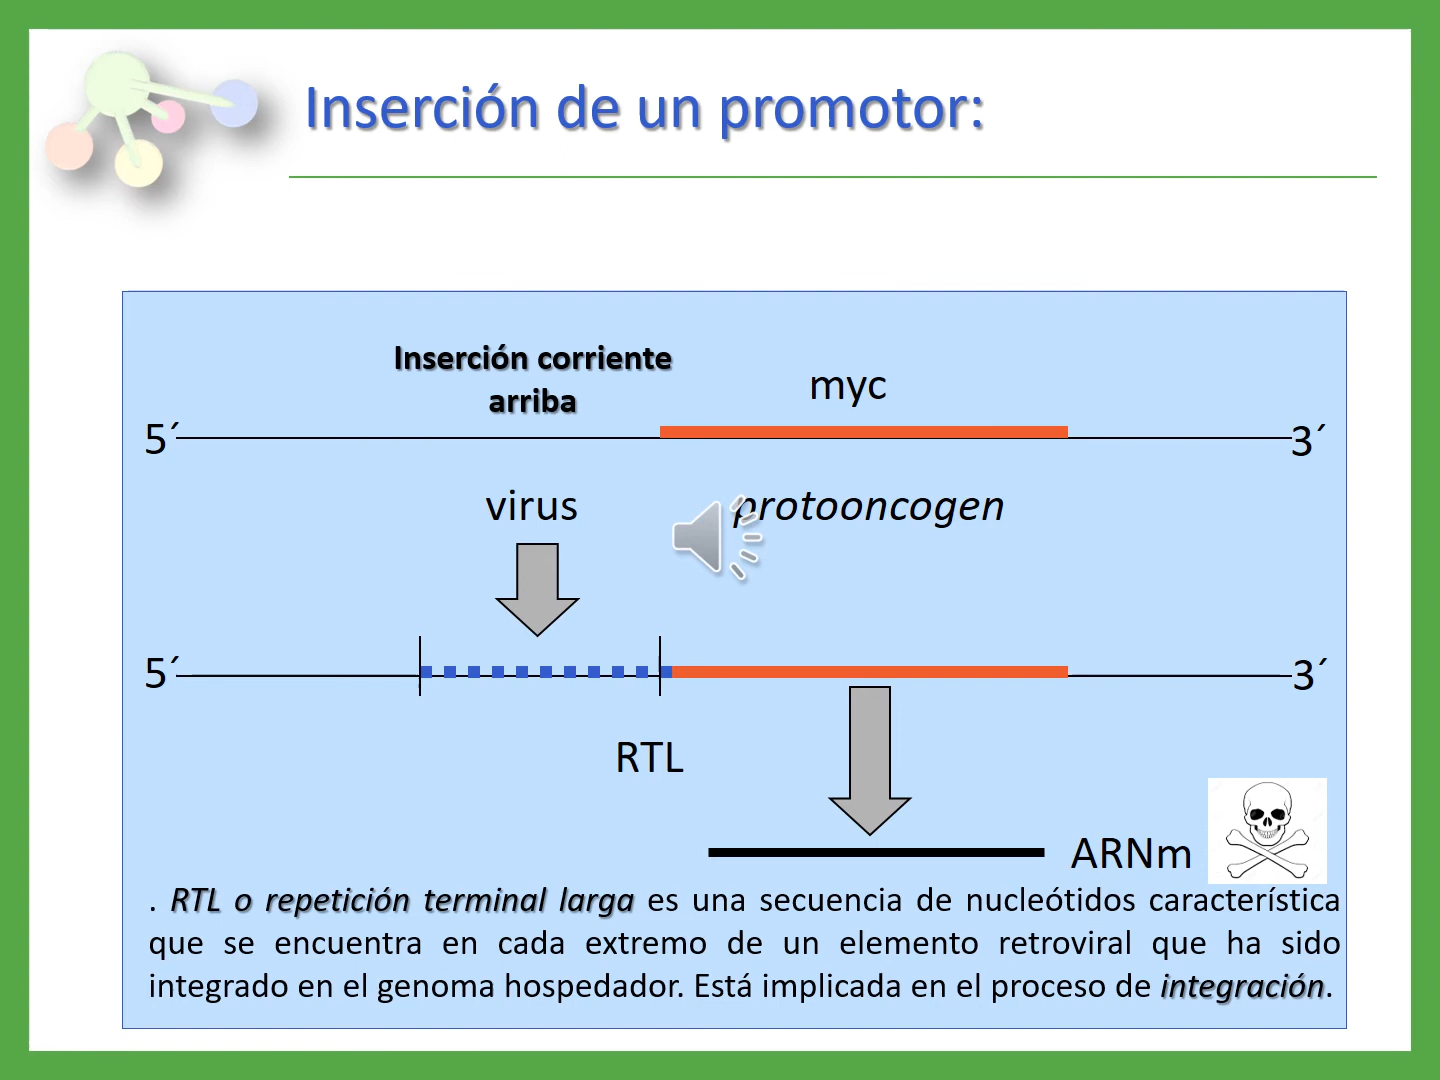 Inserción de un promotor:
Inserción corriente
arriba
myc
5´
3´
virus
protooncogen
5´
3´
RTL
ARNm
. RTL o repetición terminal larga es una secuencia de nucleótidos característica
que se encuentra en cada extremo de un elemento retroviral que ha sido
integrado en el genoma hospedador. Está implicada en el proceso de integración.